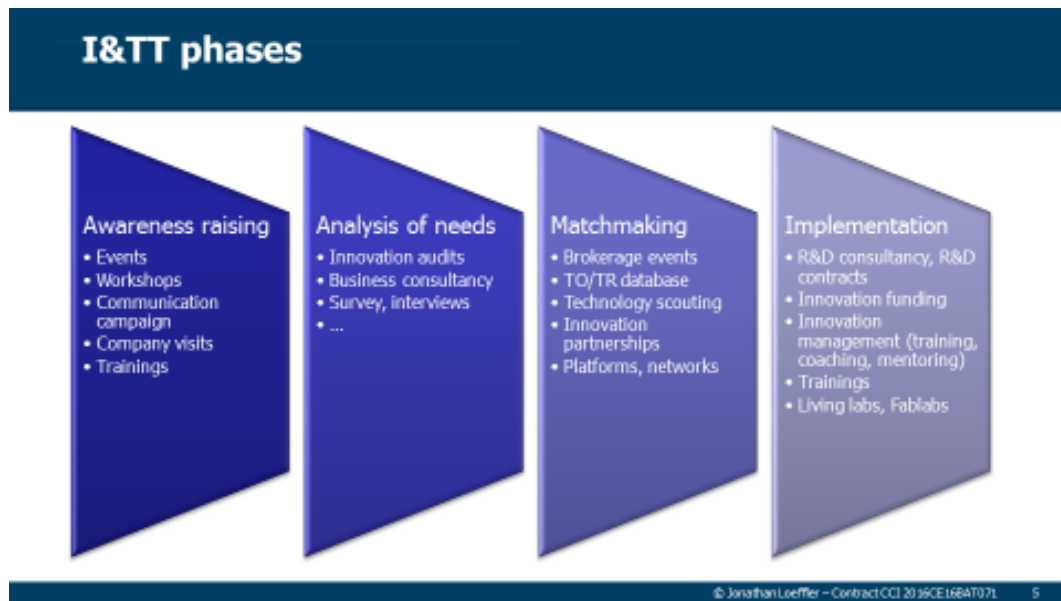 I&TT phases
Awareness raising
• Events
• Workshops
• Communication
campaign
• Company visits
• Trainings
Analysis of needs
• Innovation audits
• Business consultancy
• Survey, interviews
• ...
Matchmaking
• Brokerage events
• TO/TR database
• Technology scouting
• Innovation
partnerships
• Platforms, networks
Implementation
• R&D consultancy, R&D
contracts
• Innovation funding
• Innovation
management (training,
coaching, mentoring)
• Trainings
• Living labs, Fablabs
© Jonathan Loeffler – Contract CCI 2016CE16BAT071 5